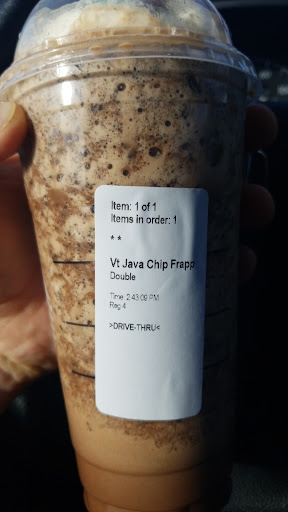 Item: 1 of 1
Items in order: 1
* *
Vt Java Chip Frapp
Double
Time: 2:43:09 PM
Reg 4
>DRIVE-THRU<